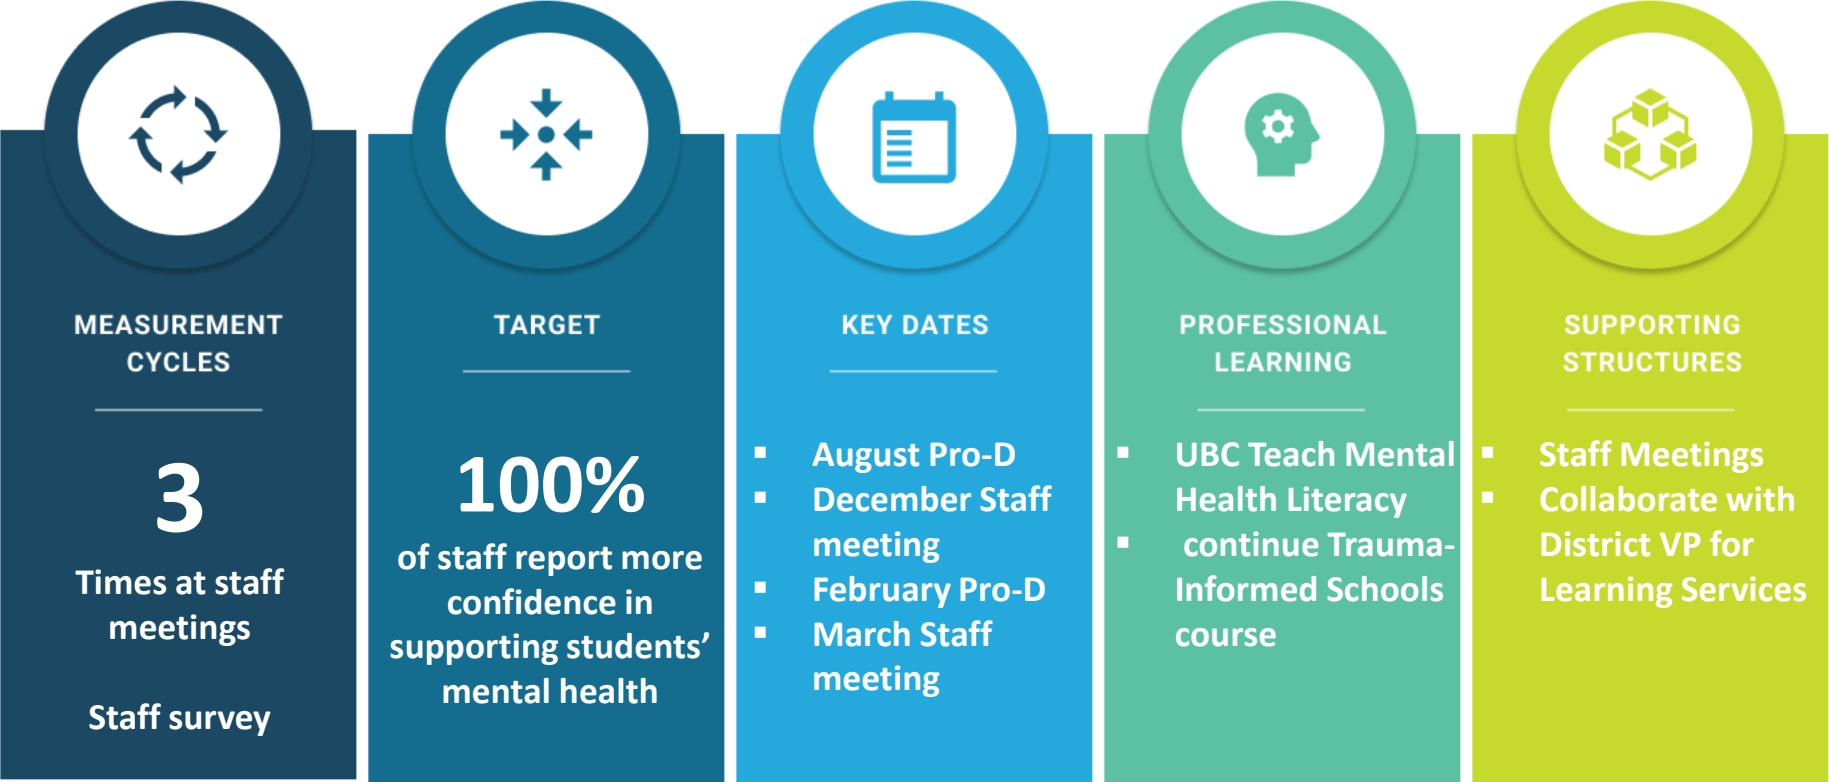 MEASUREMENT
CYCLES
3
Times at staff
meetings
Staff survey
TARGET
100%
of staff report more
confidence in
supporting students’
mental health
KEY DATES
▪ August Pro-D
▪ December Staff
meeting
▪ February Pro-D
▪ March Staff
meeting
PROFESSIONAL
LEARNING
▪ UBC Teach Mental
Health Literacy
▪ continue Trauma-
Informed Schools
course
SUPPORTING
STRUCTURES
▪ Staff Meetings
▪ Collaborate with
District VP for
Learning Services